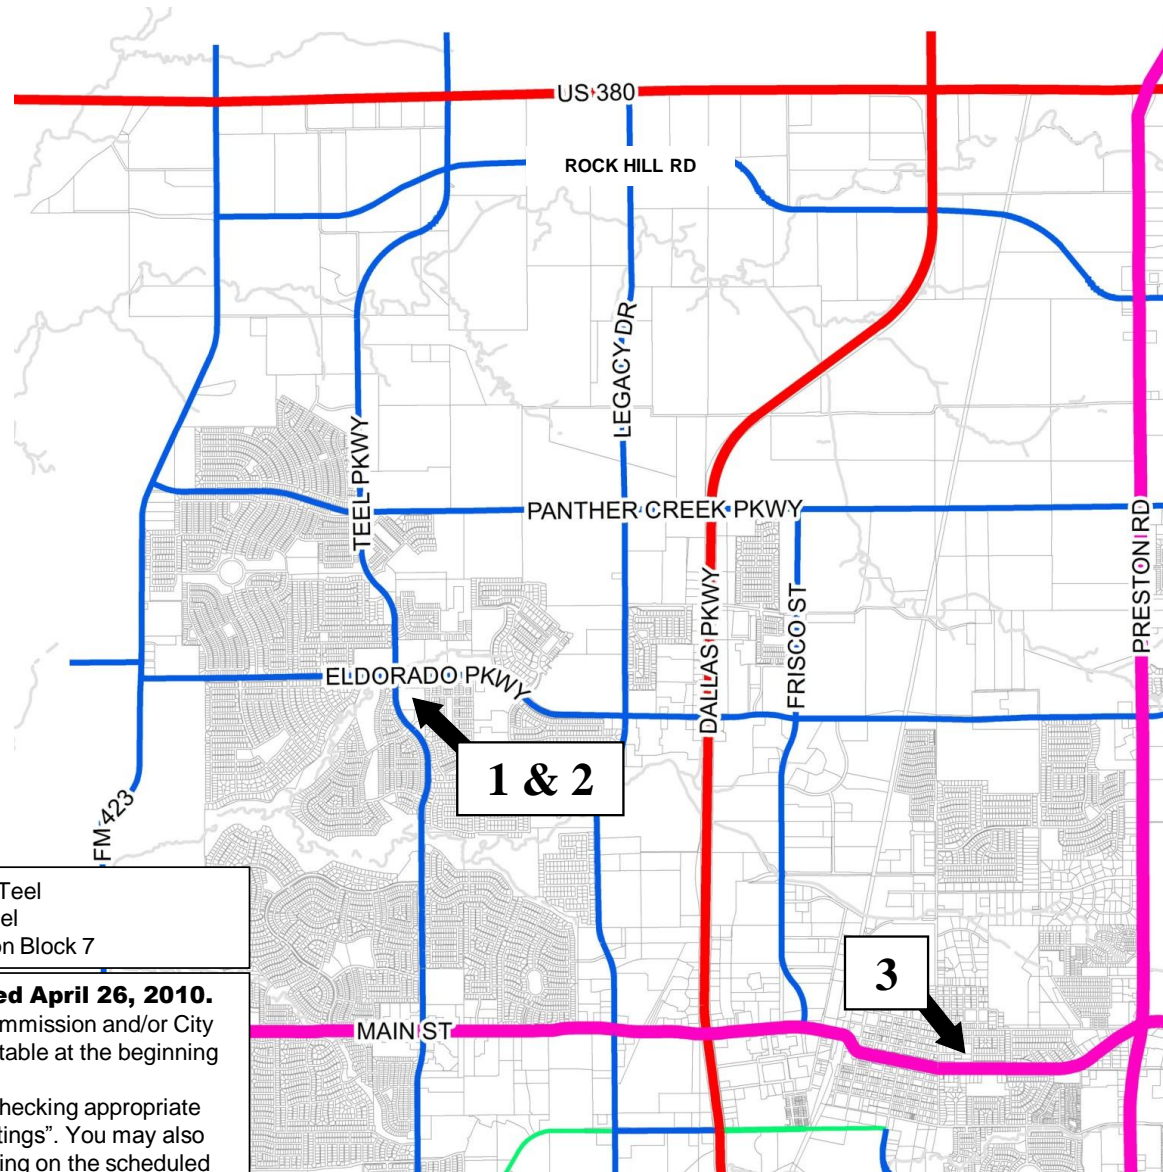 US 380
ROCK HILL RD
LEGACY DR
TEEL PKWY
PANTHER CREEK PKWY
PRESTON RD
DALLAS PKWY
FRISCO ST
ELDORADO PKWY
1 & 2
FM 423
Teel
el
on Block 7
3
ed April 26, 2010.
mmission and/or City
table at the beginning
MAIN ST
hecking appropriate
tings”. You may also
ing on the scheduled